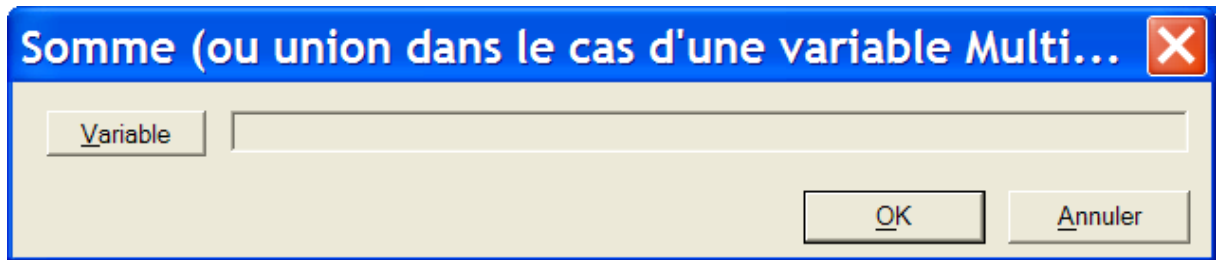 Somme (ou union dans le cas d'une variable Multi...
Variable
OK Annuler